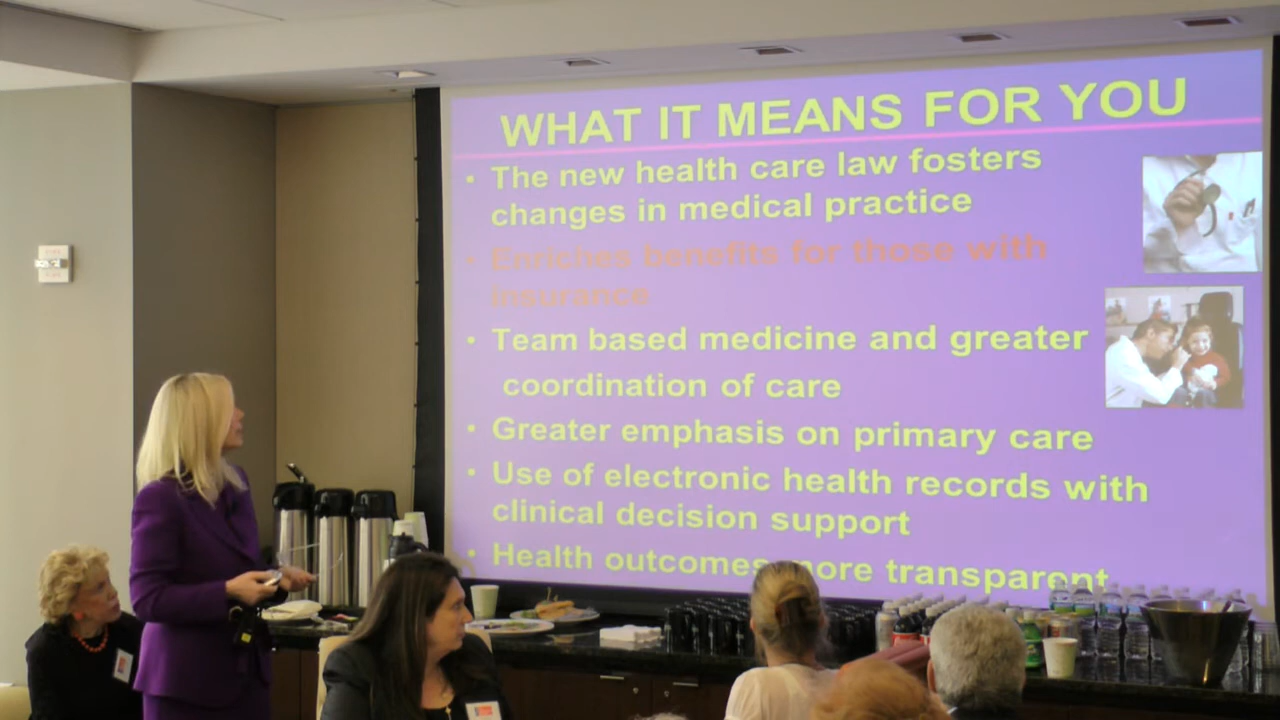 WHAT IT MEANS FOR YOU
• The new health care law fosters
changes in medical practice
• Enriches benefits for those with
insurance
• Team based medicine and greater
coordination of care
• Greater emphasis on primary care
• Use of electronic health records with
clinical decision support
• Health outcomes more transparent